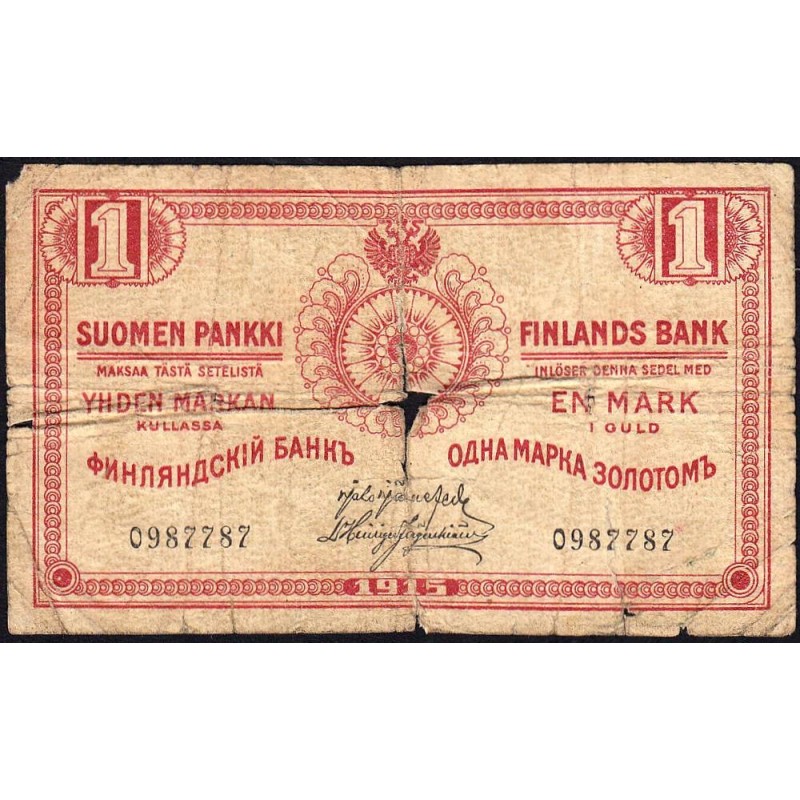 1 1
SUOMEN PANKKI
MAKSAA TÄSTÄ SETELISTÄ
YHDEN MARKAN
KULLASSA
FINLANDS BANK
INLÖSER DENNA SEDEL MED
EN MARK
I GULD
ФИНЛЯНДСКІЙ БАНКЪ
ОДНА МАРКА ЗОЛОТОМЪ
0987787 0987787
1915